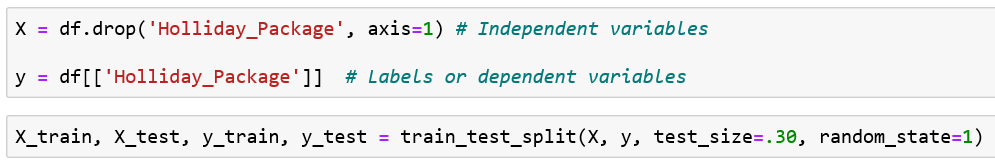 X = df.drop('Holliday_Package', axis=1) # Independent variables
y = df[['Holliday_Package']]  # Labels or dependent variables
X_train, X_test, y_train, y_test = train_test_split(X, y, test_size=.30, random_state=1)